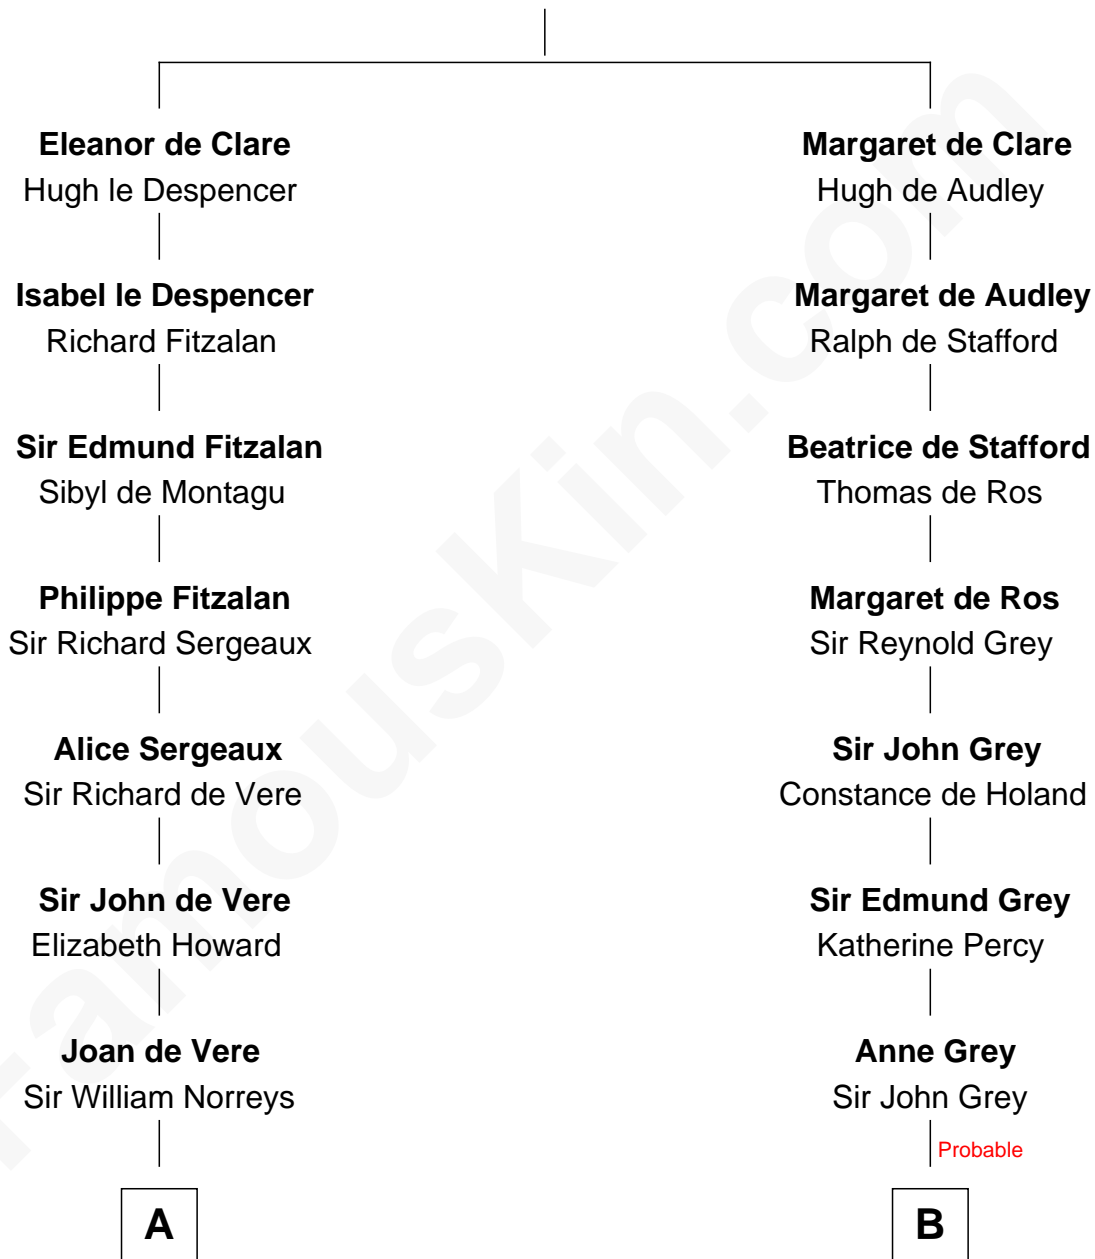 Eleanor de Clare
Hugh le Despencer
Margaret de Clare
Hugh de Audley
Isabel le Despencer
Richard Fitzalan
Margaret de Audley
Ralph de Stafford
Sir Edmund Fitzalan
Sibyl de Montagu
Beatrice de Stafford
Thomas de Ros
Philippe Fitzalan
Sir Richard Sergeaux
Margaret de Ros
Sir Reynold Grey
Alice Sergeaux
Sir Richard de Vere
Sir John Grey
Constance de Holand
Sir John de Vere
Elizabeth Howard
Sir Edmund Grey
Katherine Percy
Joan de Vere
Sir William Norreys
Anne Grey
Sir John Grey
Probable
A
B
FamousKin.com